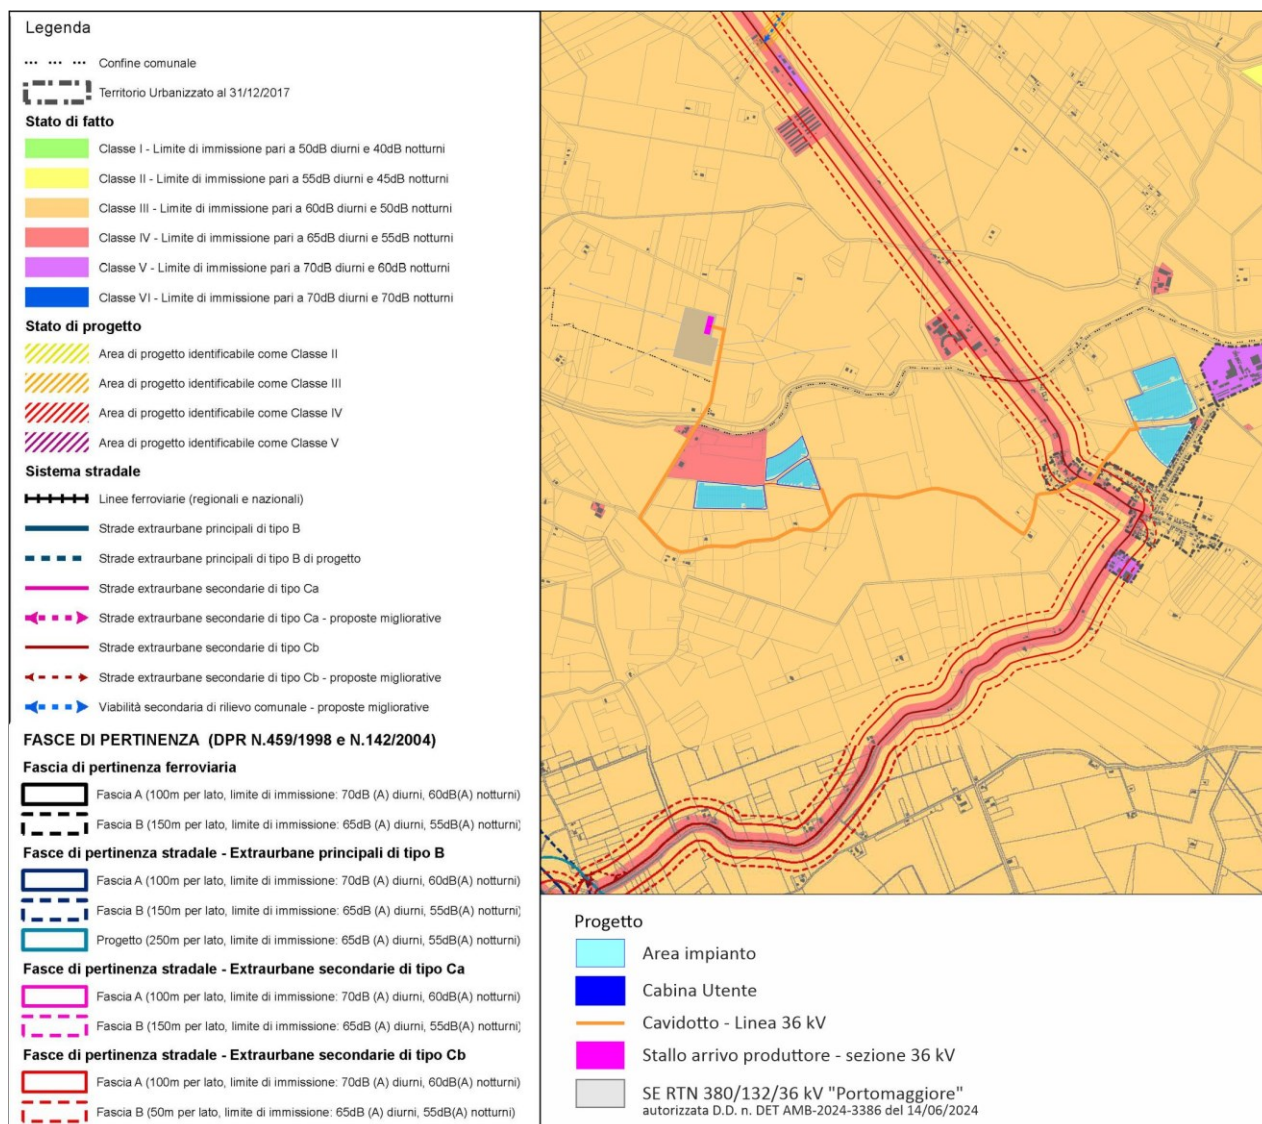 Legenda
Confine comunale
Territorio Urbanizzato al 31/12/2017
Stato di fatto
Classe I - Limite di immissione pari a 50dB diurni e 40dB notturni
Classe II - Limite di immissione pari a 55dB diurni e 45dB notturni
Classe III - Limite di immissione pari a 60dB diurni e 50dB notturni
Classe IV - Limite di immissione pari a 65dB diurni e 55dB notturni
Classe V - Limite di immissione pari a 70dB diurni e 60dB notturni
Classe VI - Limite di immissione pari a 70dB diurni e 70dB notturni
Stato di progetto
Area di progetto identificabile come Classe II
Area di progetto identificabile come Classe III
Area di progetto identificabile come Classe IV
Area di progetto identificabile come Classe V
Sistema stradale
Linee ferroviarie (regionali e nazionali)
Strade extraurbane principali di tipo B
Strade extraurbane principali di tipo B di progetto
Strade extraurbane secondarie di tipo Ca
Strade extraurbane secondarie di tipo Ca - proposte migliorative
Strade extraurbane secondarie di tipo Cb
Strade extraurbane secondarie di tipo Cb - proposte migliorative
Viabilità secondaria di rilievo comunale - proposte migliorative
FASCE DI PERTINENZA (DPR N.459/1998 e N.142/2004)
Fascia di pertinenza ferroviaria
Fascia A (100m per lato, limite di immissione: 70dB (A) diurni, 60dB(A) notturni)
Fascia B (150m per lato, limite di immissione: 65dB (A) diurni, 55dB(A) notturni)
Fasce di pertinenza stradale - Extraurbane principali di tipo B
Fascia A (100m per lato, limite di immissione: 70dB (A) diurni, 60dB(A) notturni)
Fascia B (150m per lato, limite di immissione: 65dB (A) diurni, 55dB(A) notturni)
Progetto (250m per lato, limite di immissione: 65dB (A) diurni, 55dB(A) notturni)
Fasce di pertinenza stradale - Extraurbane secondarie di tipo Ca
Fascia A (100m per lato, limite di immissione: 70dB (A) diurni, 60dB(A) notturni)
Fascia B (150m per lato, limite di immissione: 65dB (A) diurni, 55dB(A) notturni)
Fasce di pertinenza stradale - Extraurbane secondarie di tipo Cb
Fascia A (100m per lato, limite di immissione: 70dB (A) diurni, 60dB(A) notturni)
Fascia B (50m per lato, limite di immissione: 65dB (A) diurni, 55dB(A) notturni)
Progetto
Area impianto
Cabina Utente
Cavidotto - Linea 36 kV
Stallo arrivo produttore - sezione 36 kV
SE RTN 380/132/36 kV "Portomaggiore"
autorizzata D.D. n. DET AMB-2024-3386 del 14/06/2024